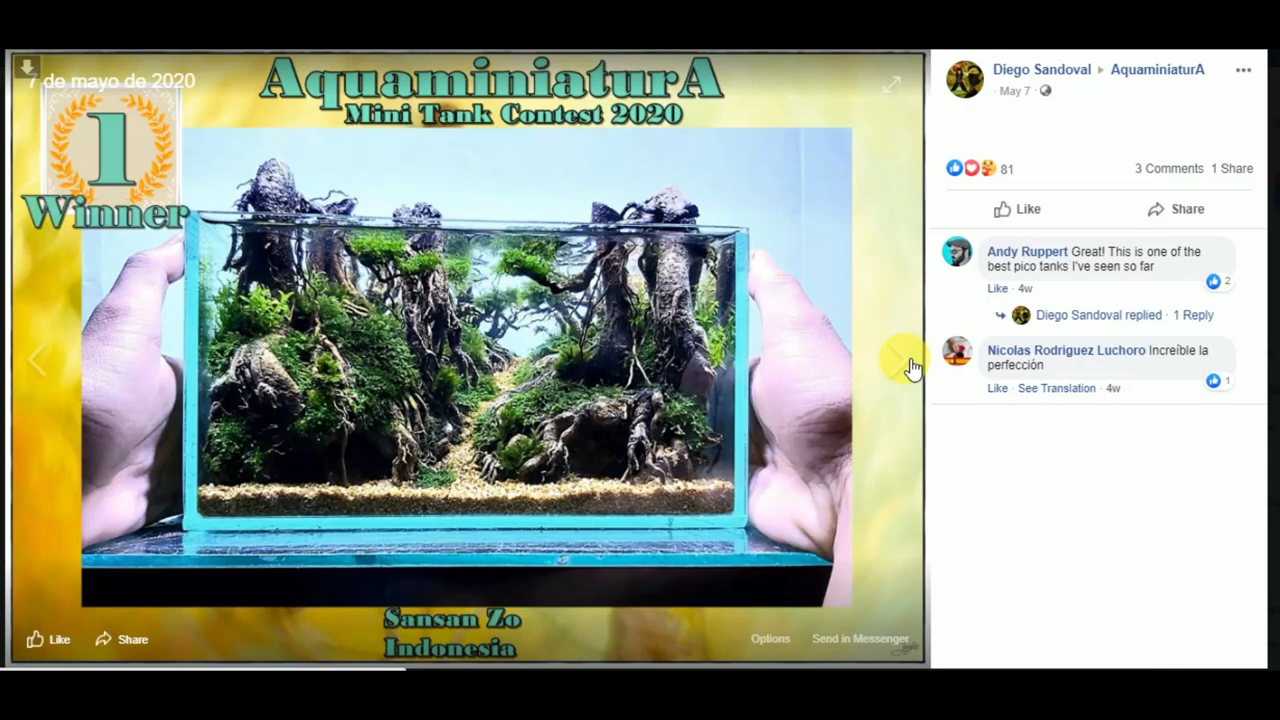 7 de mayo de 2020
AquaminiaturA
Mini Tank Contest 2020
1
Winner
Sansan Zo
Indonesia
Like Share
Options Send in Messenger
Diego Sandoval ▸ AquaminiaturA
· May 7 ·
81 3 Comments 1 Share
Like Share
Andy Ruppert Great! This is one of the
best pico tanks I've seen so far
2
Like · 4w
Diego Sandoval replied · 1 Reply
Nicolas Rodriguez Luchoro Increíble la
perfección
1
Like · See Translation · 4w